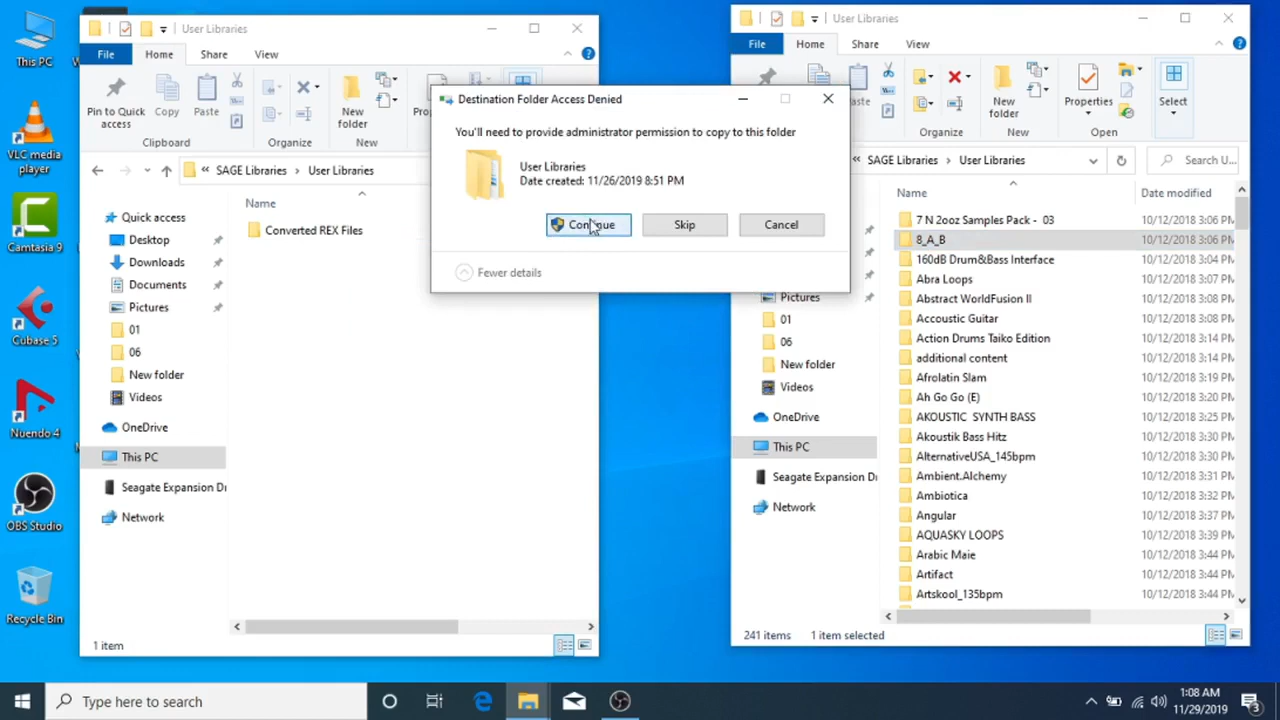 This PC
VLC media
player
Camtasia 9
Cubase 5
Nuendo 4
OBS Studio
Recycle Bin
User Libraries
File
Home
Share
View
Pin to Quick
access
Copy
Paste
New
folder
Clipboard
Organize
New
« SAGE Libraries > User Libraries
Quick access
Desktop
Downloads
Documents
Pictures
01
06
New folder
Videos
OneDrive
This PC
Seagate Expansion Dr
Network
Name
Converted REX Files
1 item
Destination Folder Access Denied
You'll need to provide administrator permission to copy to this folder
User Libraries
Date created: 11/26/2019 8:51 PM
Continue
Skip
Cancel
Fewer details
User Libraries
File
Home
Share
View
New
folder
Properties
Select
Organize
New
Open
« SAGE Libraries > User Libraries
Search U...
Pictures
01
06
New folder
Videos
OneDrive
This PC
Seagate Expansion Dr
Network
Name
Date modified
7 N 2ooz Samples Pack - 03 10/12/2018 3:06 PM
8_A_B 10/12/2018 3:06 PM
160dB Drum&Bass Interface 10/12/2018 3:04 PM
Abra Loops 10/12/2018 3:07 PM
Abstract WorldFusion II 10/12/2018 3:08 PM
Accoustic Guitar 10/12/2018 3:08 PM
Action Drums Taiko Edition 10/12/2018 3:14 PM
additional content 10/12/2018 3:14 PM
Afrolatin Slam 10/12/2018 3:19 PM
Ah Go Go (E) 10/12/2018 3:20 PM
AKOUSTIC SYNTH BASS 10/12/2018 3:25 PM
Akoustik Bass Hitz 10/12/2018 3:30 PM
AlternativeUSA_145bpm 10/12/2018 3:30 PM
Ambient.Alchemy 10/12/2018 3:31 PM
Ambiotica 10/12/2018 3:32 PM
Angular 10/12/2018 3:37 PM
AQUASKY LOOPS 10/12/2018 3:39 PM
Arabic Maie 10/12/2018 3:44 PM
Artifact 10/12/2018 3:44 PM
Artskool_135bpm 10/12/2018 3:44 PM
241 items 1 item selected
Type here to search
1:08 AM
11/29/2019
3